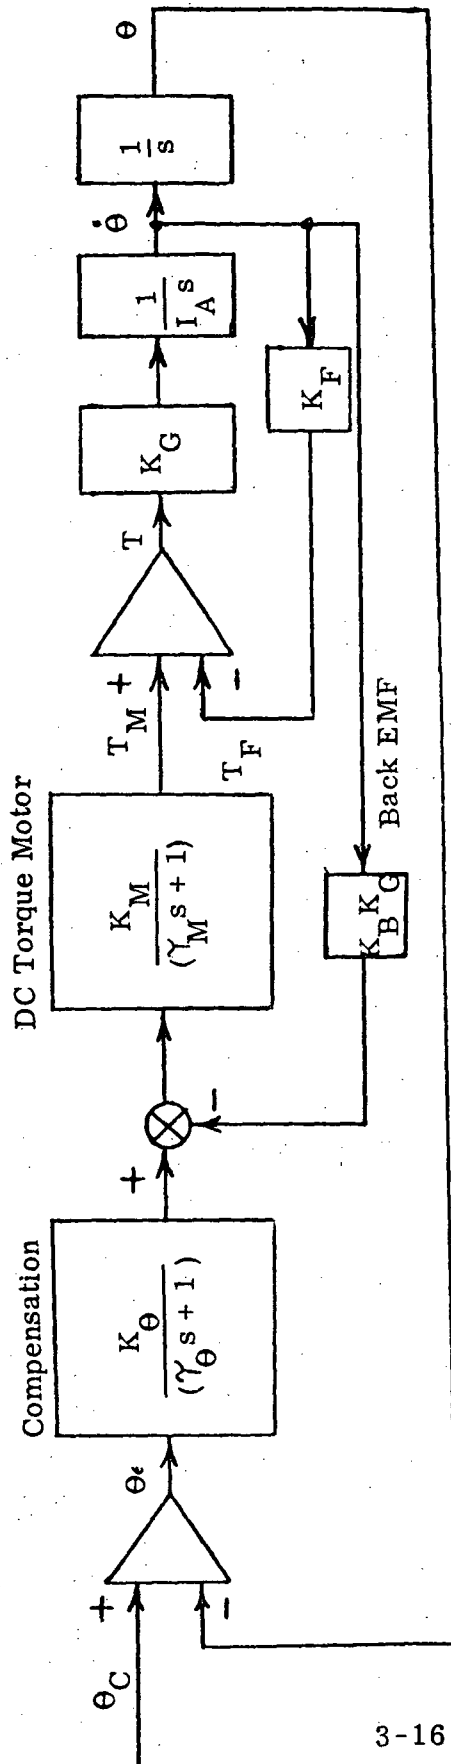 θ_C
+
-
θ_ε
Compensation
K_θ
(γ_θ s + 1)
+
-
DC Torque Motor
K_M
(γ_M s + 1)
T_M
+
T_F
-
T
K_G
1
I_A s
θ̇
1
s
θ
K_F
K_B K_G
Back EMF
3-16